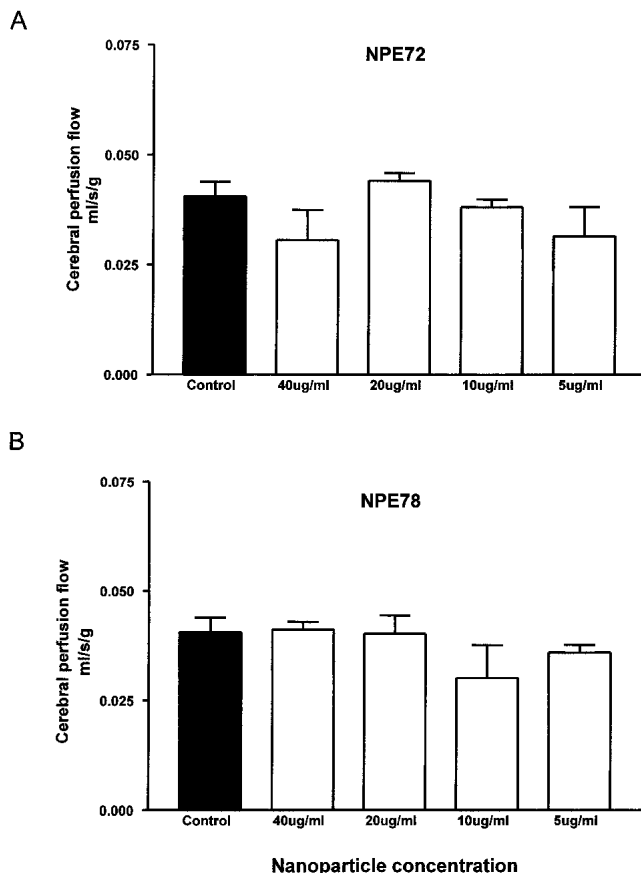 A
NPE72
0.075
0.050
0.025
0.000
Cerebral perfusion flow
ml/s/g
Control 40ug/ml 20ug/ml 10ug/ml 5ug/ml
B
NPE78
0.075
0.050
0.025
0.000
Cerebral perfusion flow
ml/s/g
Control 40ug/ml 20ug/ml 10ug/ml 5ug/ml
Nanoparticle concentration